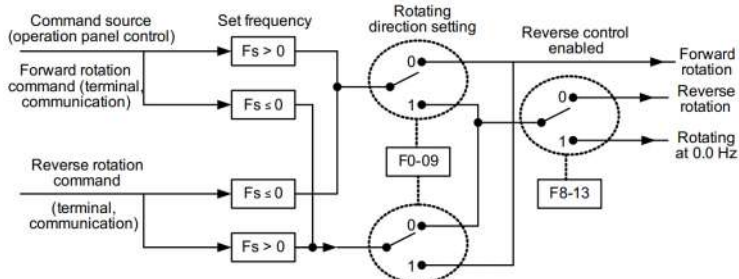 Command source
(operation panel control)
Set frequency
Rotating
direction setting
Reverse control
enabled
Fs > 0
0
Forward
rotation
Forward rotation
command (terminal,
communication)
Fs ≤ 0
1
0
Reverse
rotation
1
Rotating
at 0.0 Hz
Reverse rotation
command
F0-09
(terminal,
communication)
Fs ≤ 0
F8-13
Fs > 0
0
1